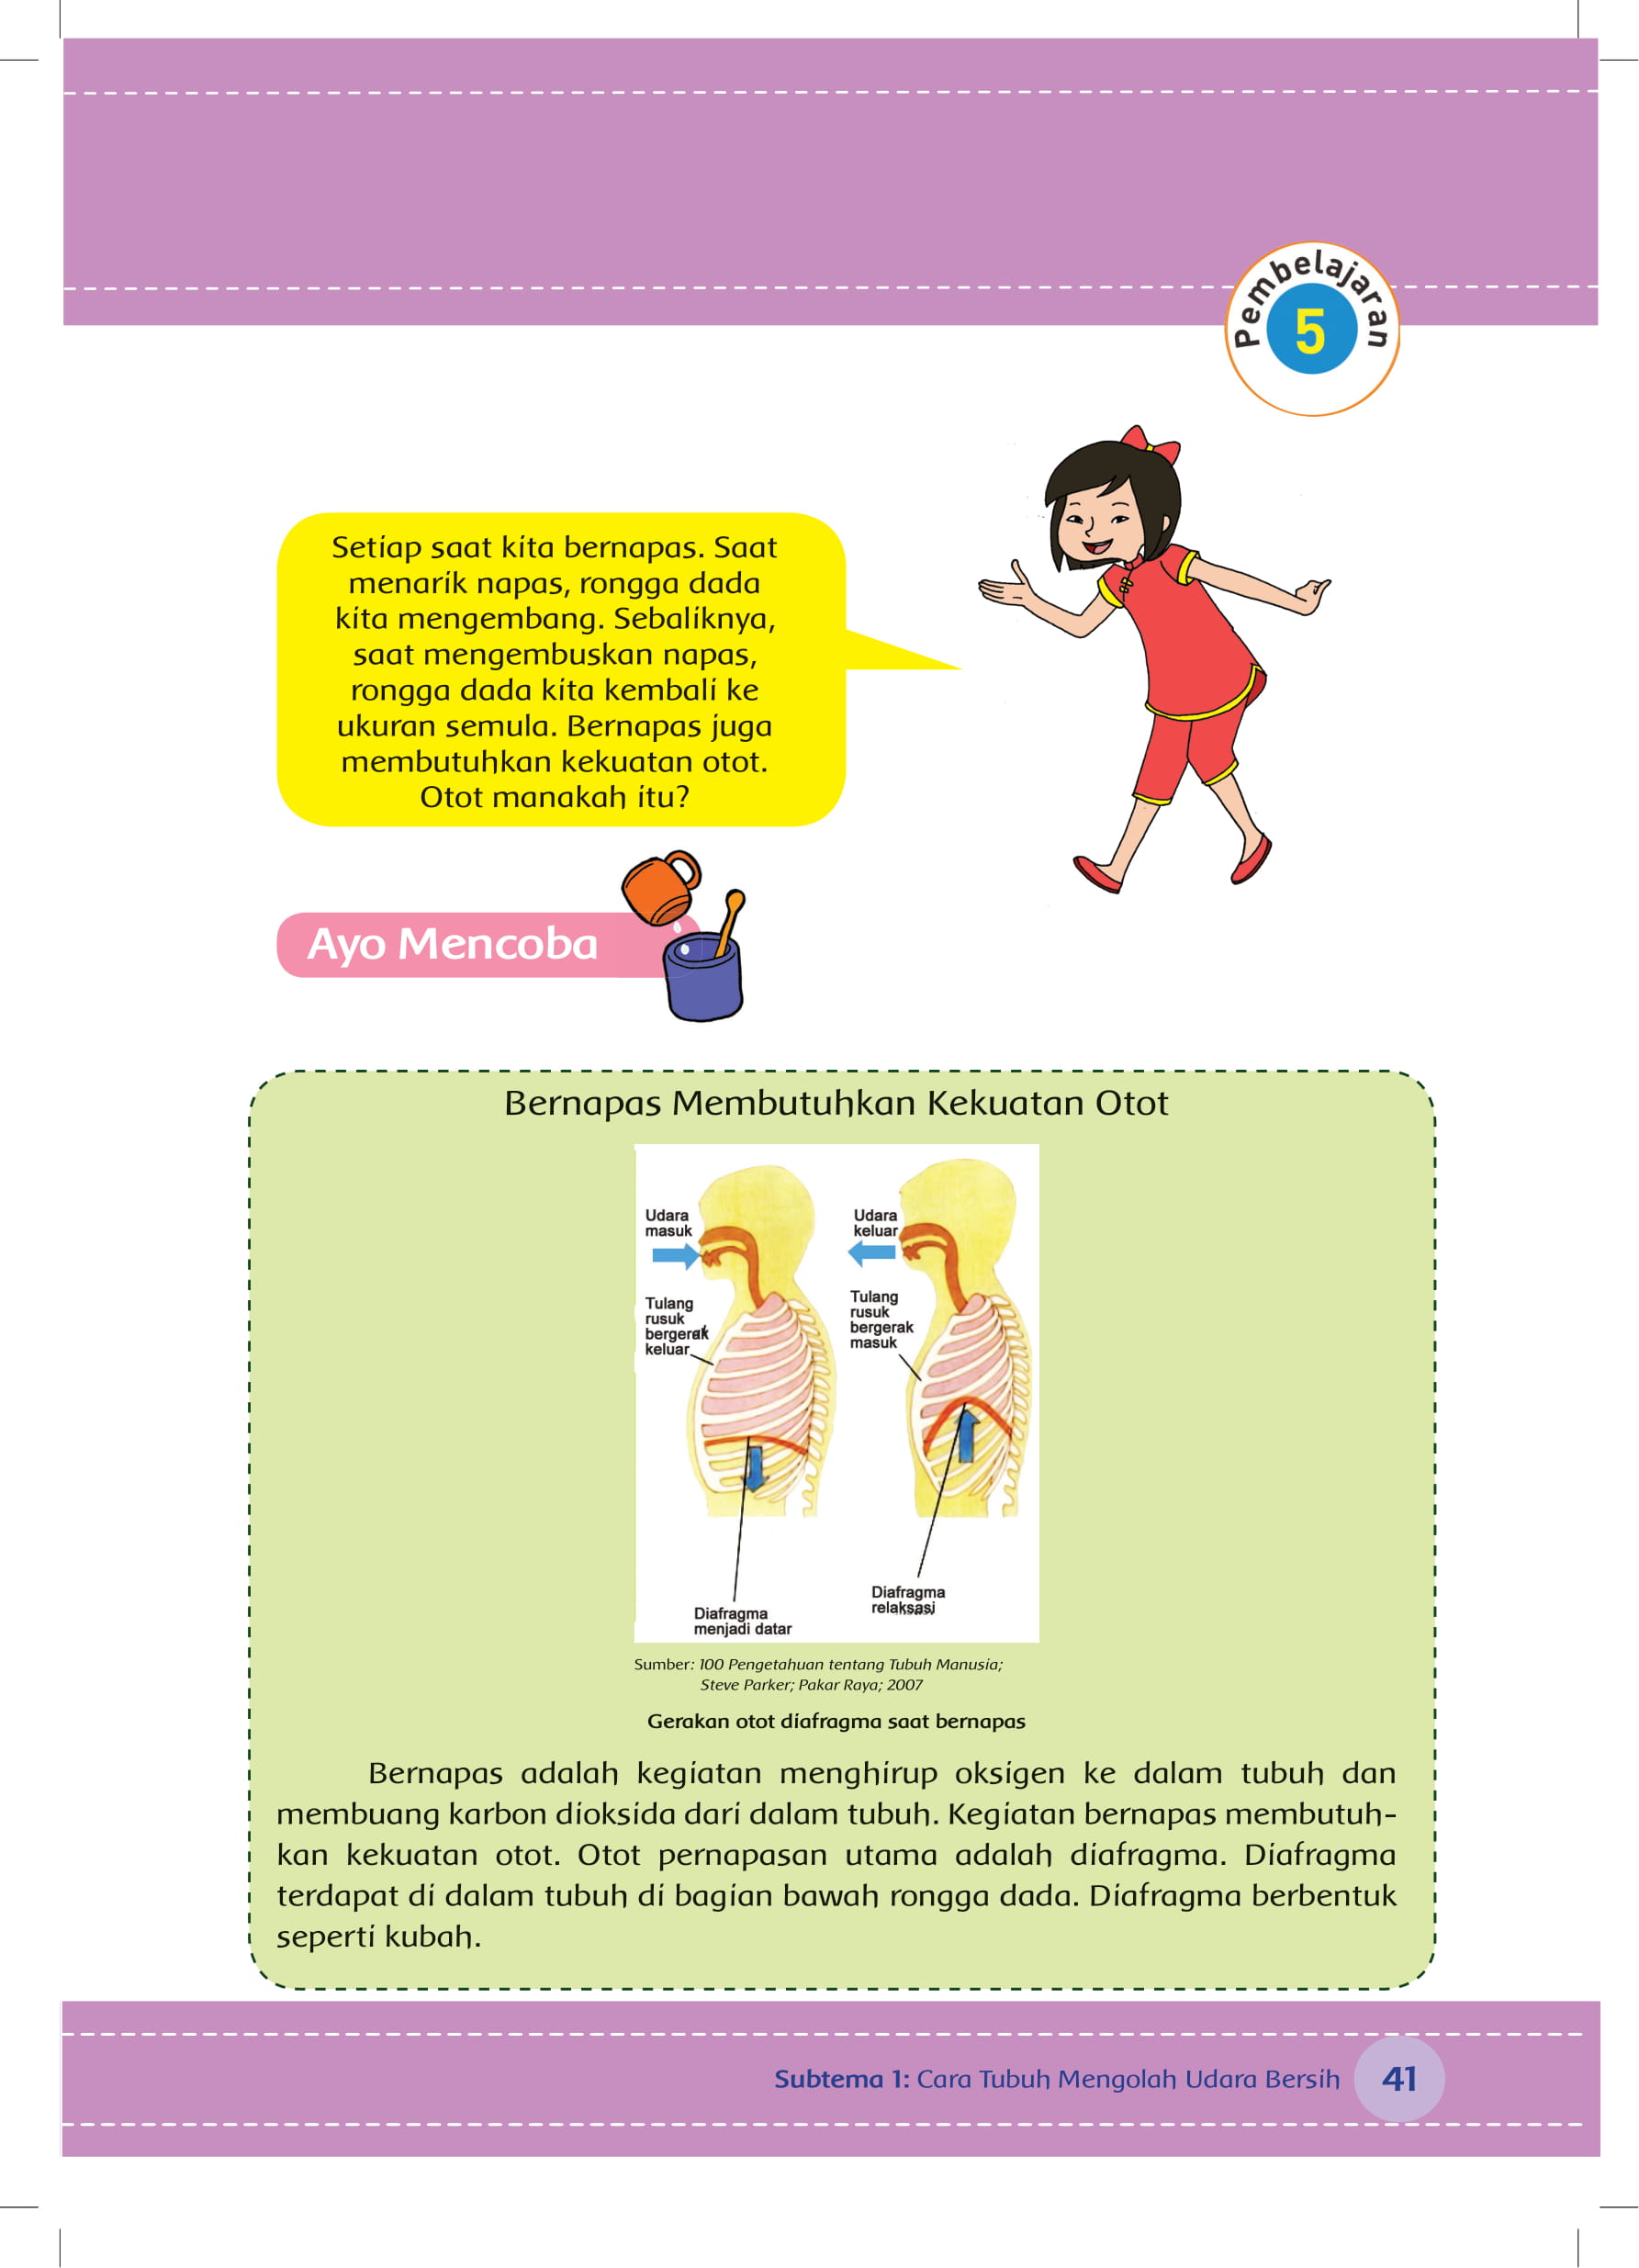 Pembelajaran
5
Setiap saat kita bernapas. Saat
menarik napas, rongga dada
kita mengembang. Sebaliknya,
saat mengembuskan napas,
rongga dada kita kembali ke
ukuran semula. Bernapas juga
membutuhkan kekuatan otot.
Otot manakah itu?
Ayo Mencoba
Bernapas Membutuhkan Kekuatan Otot
Udara
masuk
Tulang
rusuk
bergerak
keluar
Diafragma
menjadi datar
Udara
keluar
Tulang
rusuk
bergerak
masuk
Diafragma
relaksasi
Sumber: 100 Pengetahuan tentang Tubuh Manusia;
Steve Parker; Pakar Raya; 2007
Gerakan otot diafragma saat bernapas
Bernapas adalah kegiatan menghirup oksigen ke dalam tubuh dan
membuang karbon dioksida dari dalam tubuh. Kegiatan bernapas membutuh-
kan kekuatan otot. Otot pernapasan utama adalah diafragma. Diafragma
terdapat di dalam tubuh di bagian bawah rongga dada. Diafragma berbentuk
seperti kubah.
Subtema 1: Cara Tubuh Mengolah Udara Bersih
41